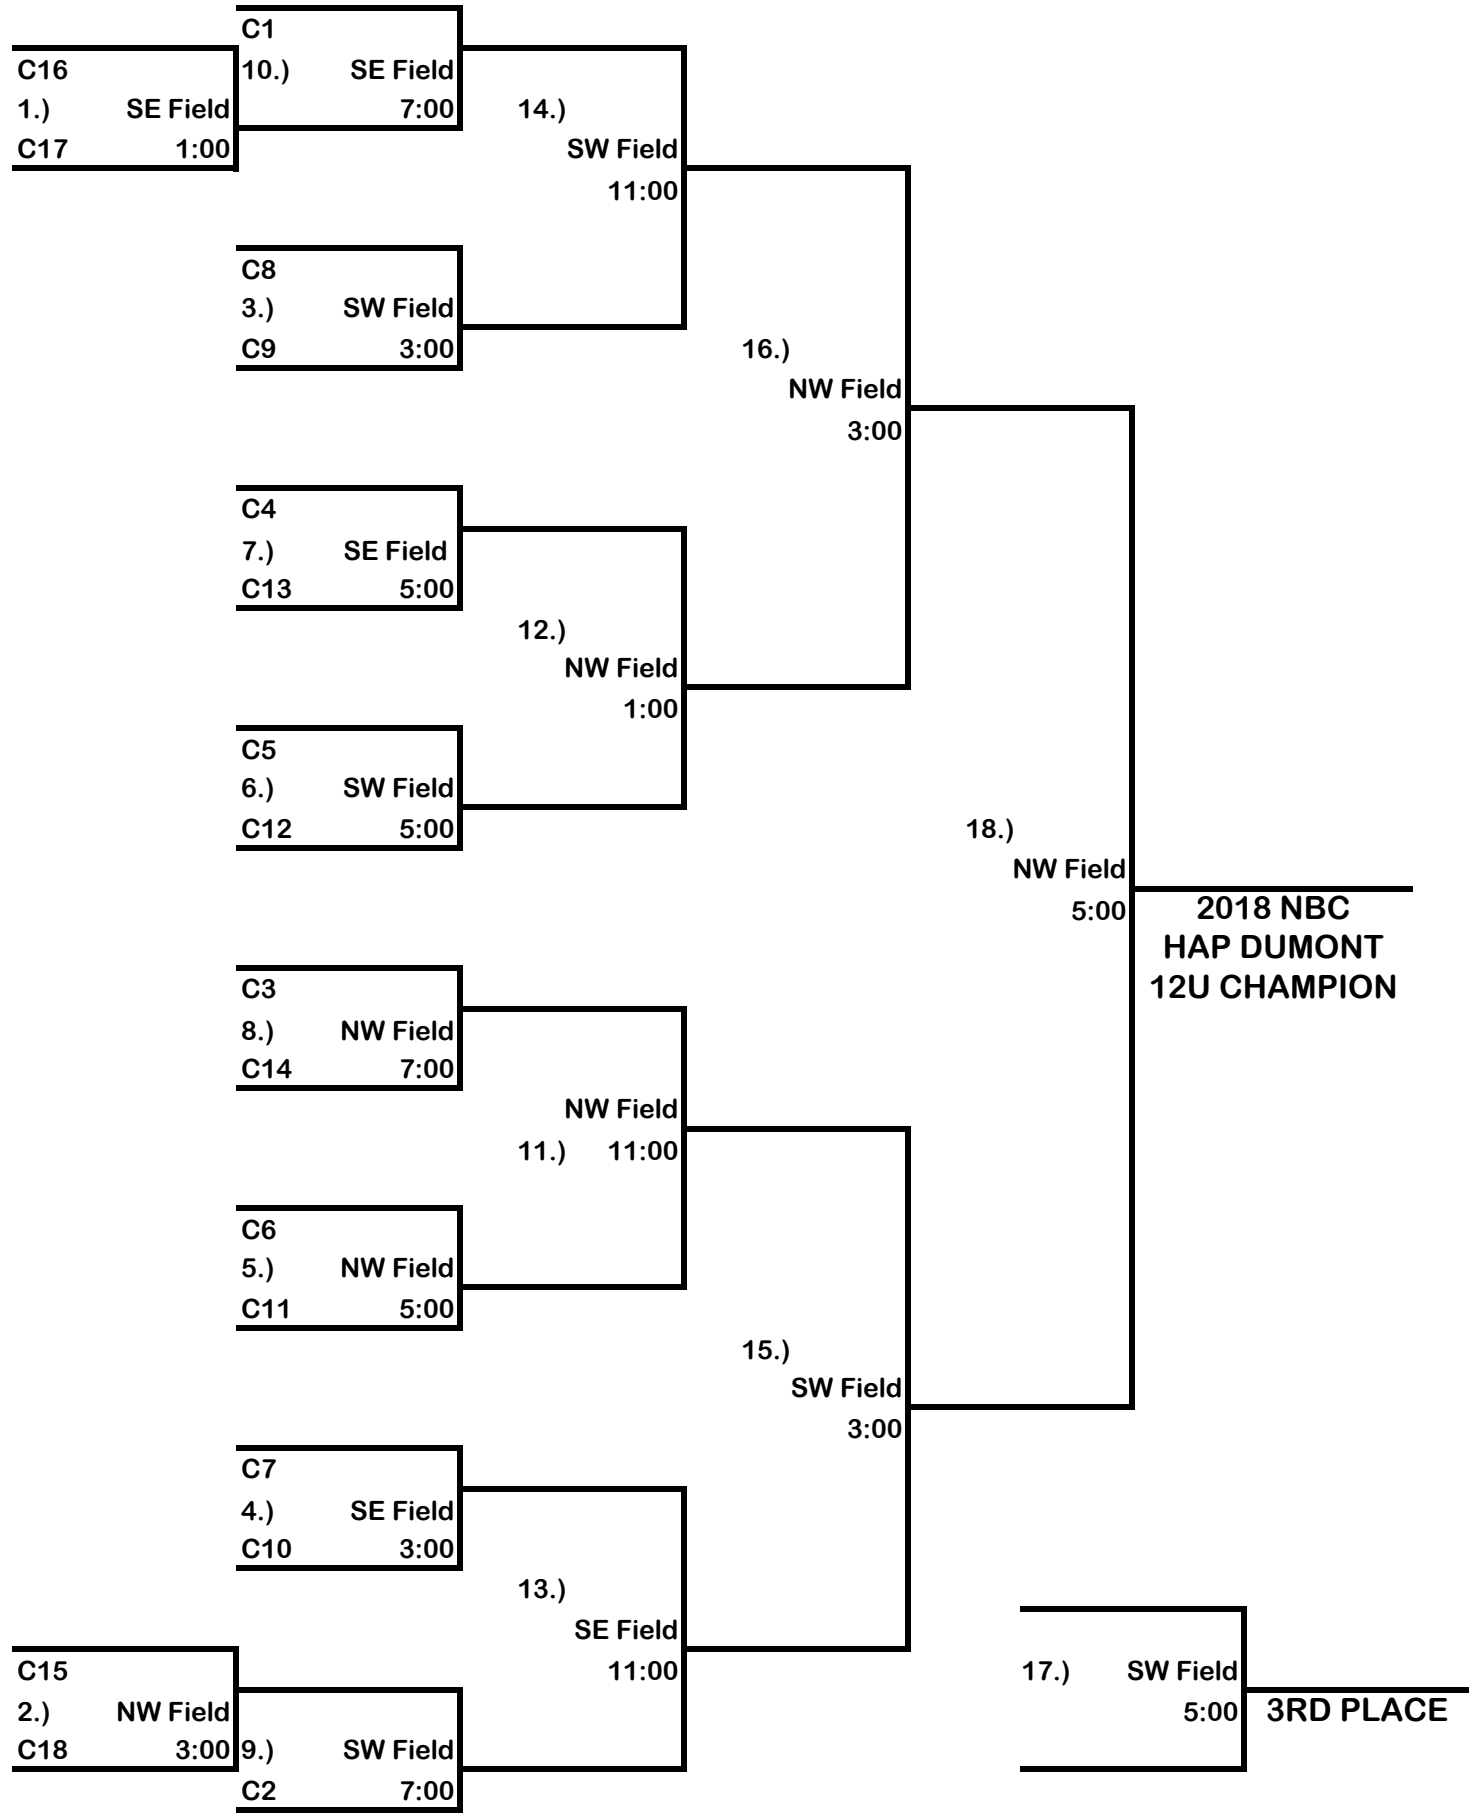 C1
C16
10.) SE Field
1.) SE Field
7:00
14.)
C17 1:00
SW Field
11:00
C8
3.) SW Field
C9 3:00
16.)
NW Field
3:00
C4
7.) SE Field
C13 5:00
12.)
NW Field
1:00
C5
6.) SW Field
C12 5:00
18.)
NW Field
5:00
2018 NBC
HAP DUMONT
12U CHAMPION
C3
8.) NW Field
C14 7:00
NW Field
11.) 11:00
C6
5.) NW Field
C11 5:00
15.)
SW Field
3:00
C7
4.) SE Field
C10 3:00
13.)
SE Field
11:00
C15
2.) NW Field
C18 3:00
9.) SW Field
C2 7:00
17.) SW Field
5:00
3RD PLACE